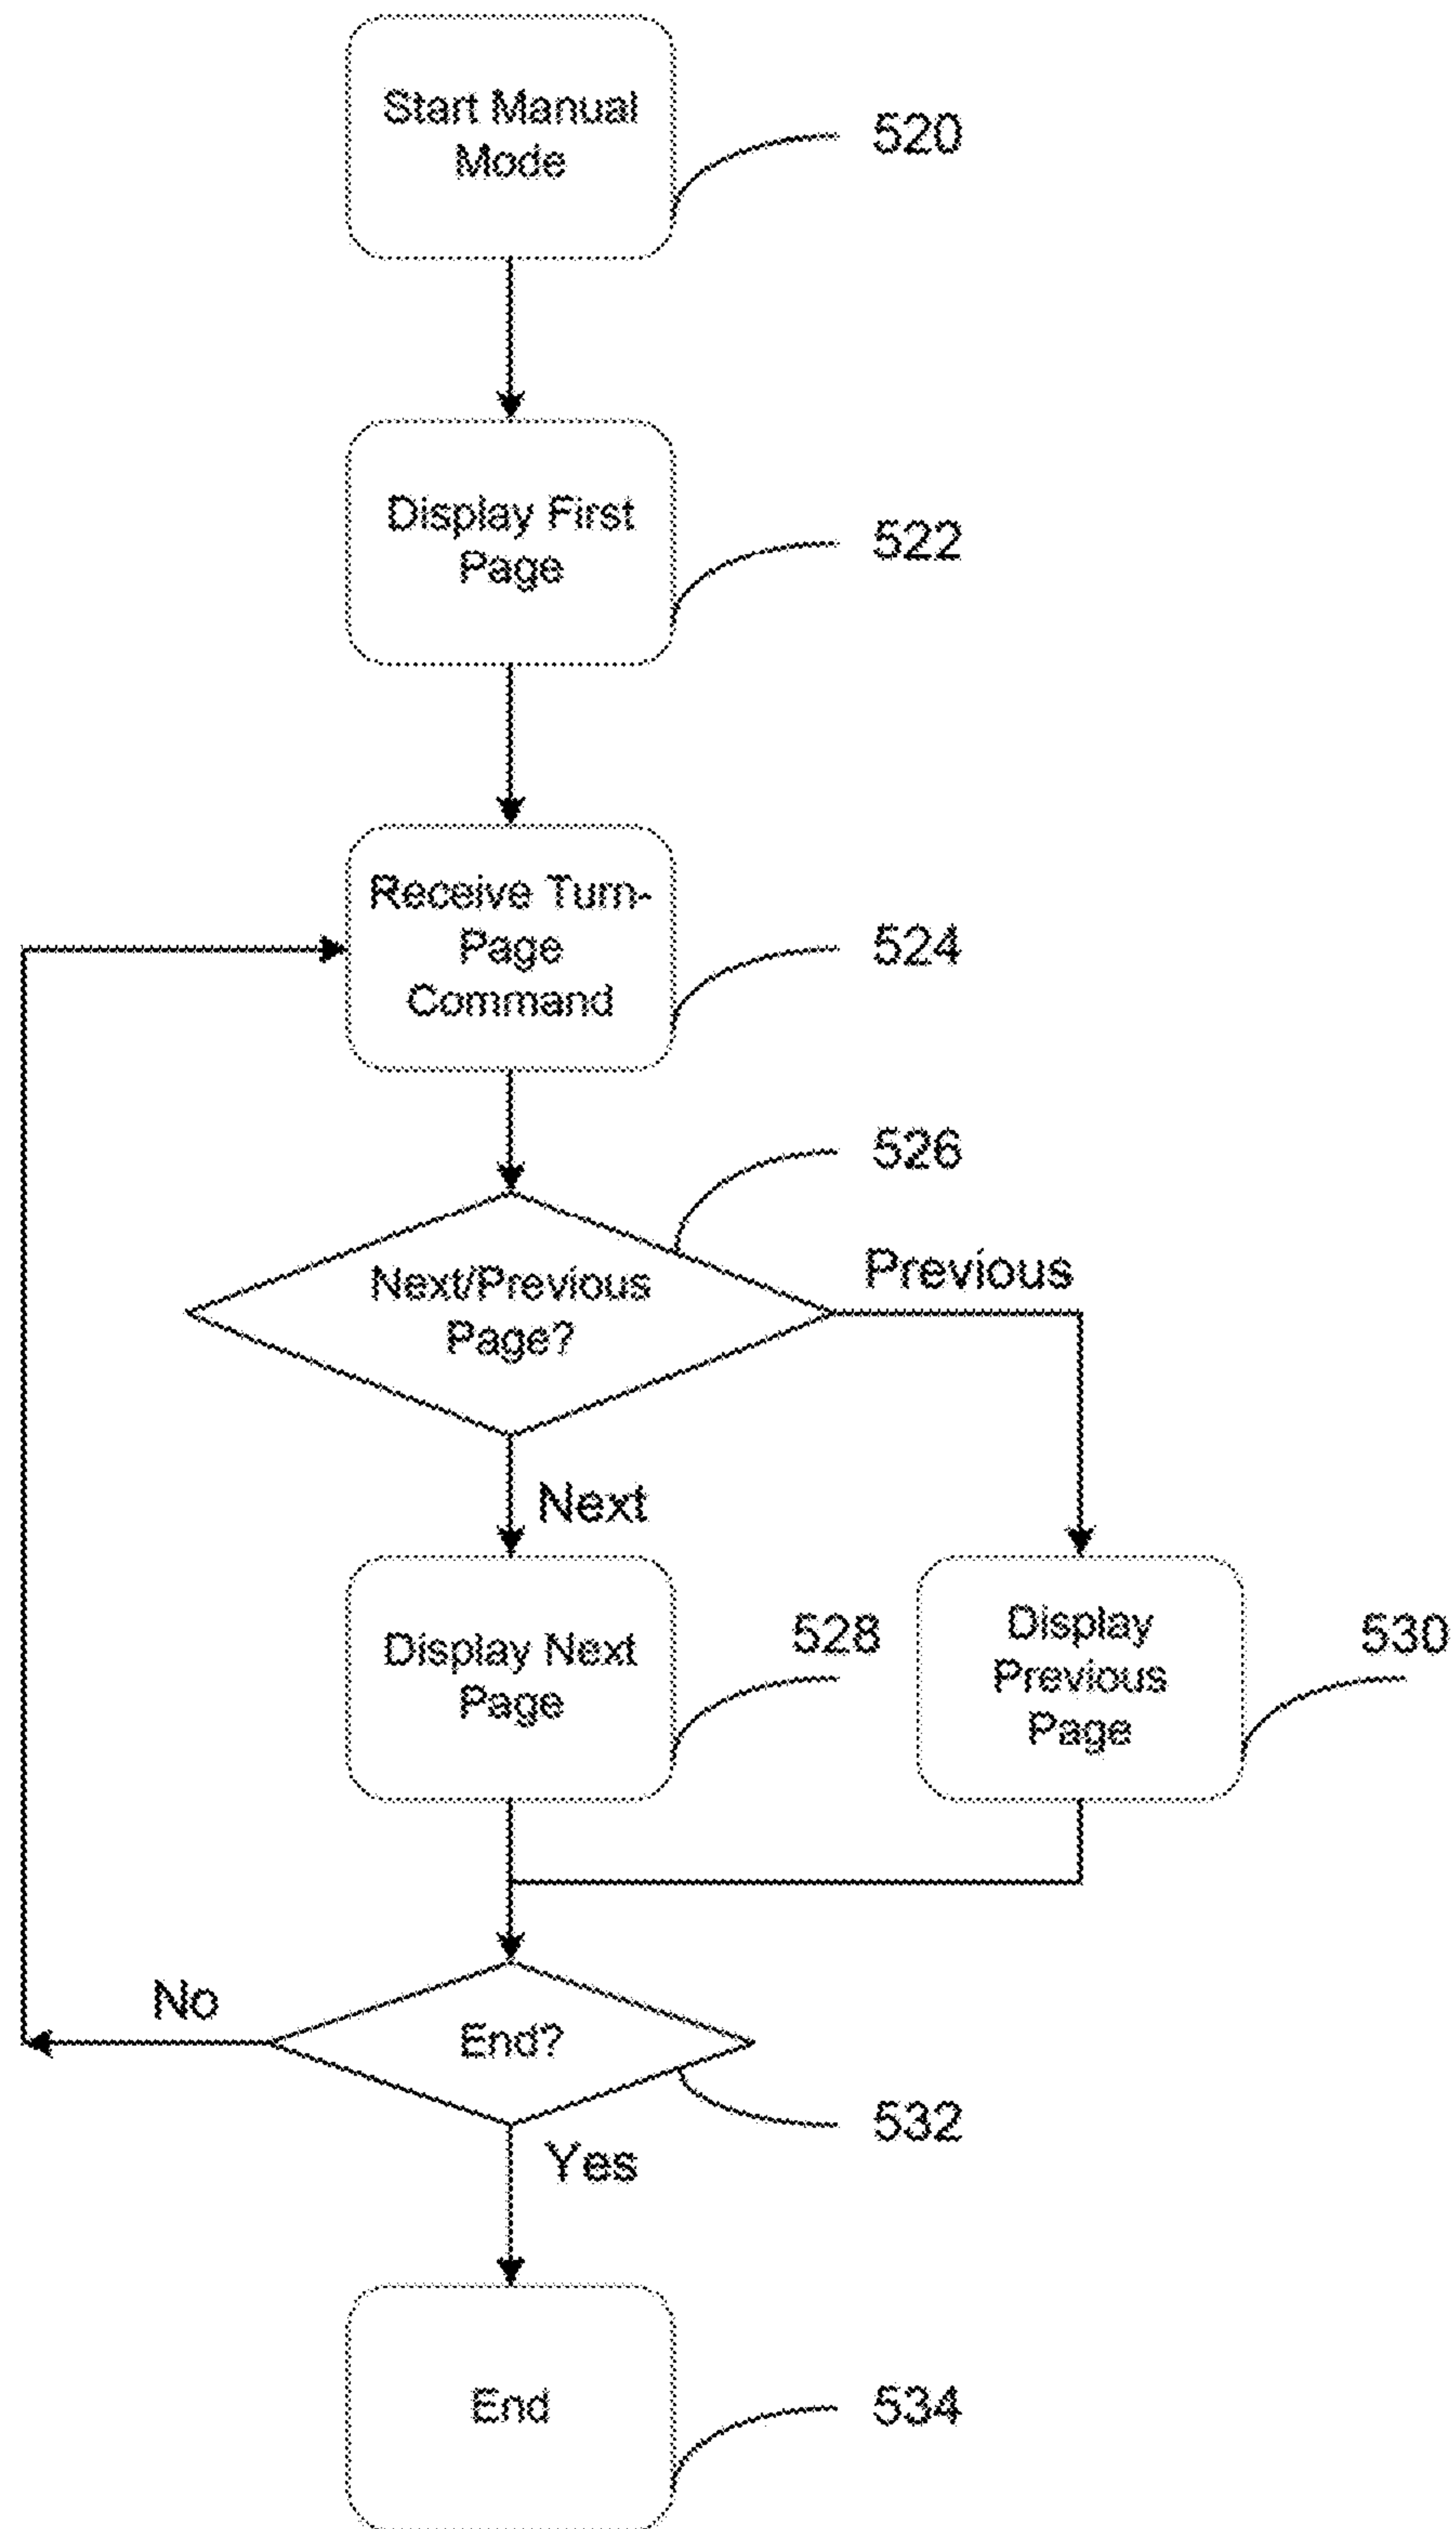 Start Manual
Mode
520
Display First
Page
522
Receive Turn-
Page
Command
524
526
Next/Previous
Page?
Previous
Next
Display Next
Page
528
Display
Previous
Page
530
No
End?
532
Yes
End
534